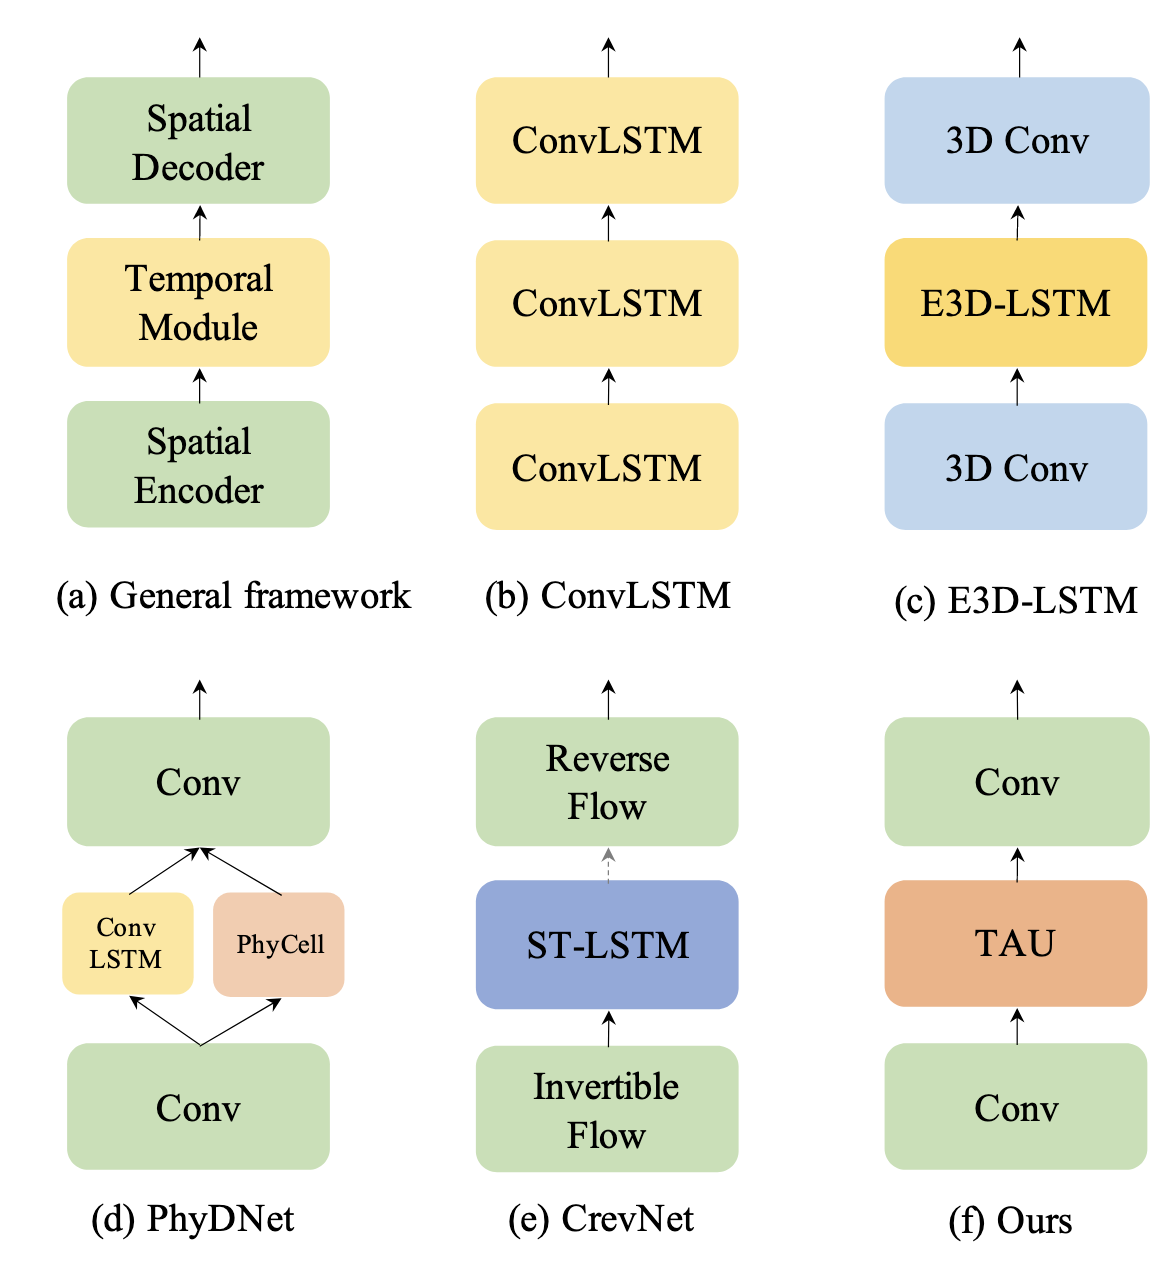 Spatial
Decoder
Temporal
Module
Spatial
Encoder
(a) General framework
ConvLSTM
ConvLSTM
ConvLSTM
(b) ConvLSTM
3D Conv
E3D-LSTM
3D Conv
(c) E3D-LSTM
Conv
Conv
LSTM
PhyCell
Conv
(d) PhyDNet
Reverse
Flow
ST-LSTM
Invertible
Flow
(e) CrevNet
Conv
TAU
Conv
(f) Ours